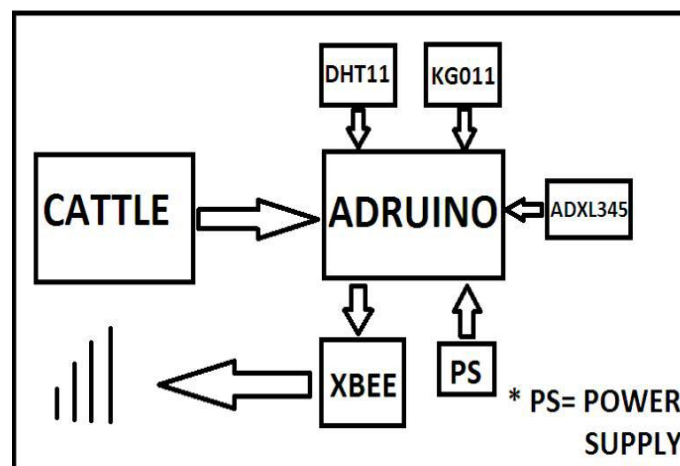 DHT11
KG011
CATTLE
ADRUINO
ADXL345
XBEE
PS
* PS= POWER
SUPPLY